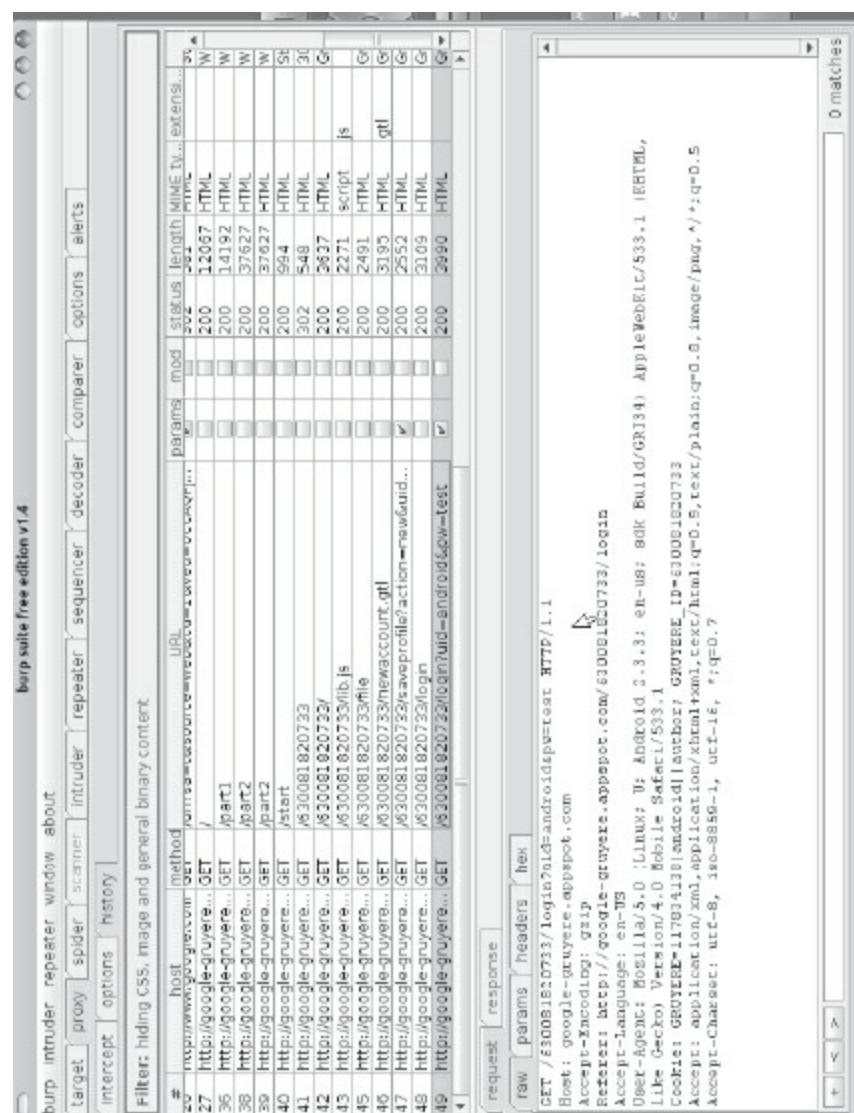 burp suite free edition v1.4
burp intruder repeater window about
target proxy spider scanner intruder repeater sequencer decoder comparer options alerts
intercept options history
Filter: hiding CSS, image and general binary content
# host method URL params mod status length MIME ty... extensi...
27 http://google-gruyere... GET / 200 12067 HTML W
36 http://google-gruyere... GET /part1 200 14192 HTML W
38 http://google-gruyere... GET /part2 200 37627 HTML W
39 http://google-gruyere... GET /part2 200 37627 HTML W
40 http://google-gruyere... GET /start 200 994 HTML St
41 http://google-gruyere... GET /630081820733 302 548 HTML 30
42 http://google-gruyere... GET /630081820733/ 200 3637 HTML Gr
43 http://google-gruyere... GET /630081820733/lib.js 200 2271 script js
45 http://google-gruyere... GET /630081820733/file 200 2491 HTML Gr
46 http://google-gruyere... GET /630081820733/newaccount.gtl 200 3195 HTML gtl Gr
47 http://google-gruyere... GET /630081820733/saveprofile?action=new&uid... 200 2552 HTML Gr
48 http://google-gruyere... GET /630081820733/login 200 3109 HTML Gr
49 http://google-gruyere... GET /630081820733/login?uid=android&pw=test 200 3990 HTML Gr
request response
raw params headers hex
GET /630081820733/login?uid=android&pw=test HTTP/1.1
Host: google-gruyere.appspot.com
Accept-Encoding: gzip
Referer: http://google-gruyere.appspot.com/630081820733/login
Accept-Language: en-US
User-Agent: Mozilla/5.0 (Linux; U; Android 2.3.3; en-us; sdk Build/GRI34) AppleWebKit/533.1 (KHTML,
like Gecko) Version/4.0 Mobile Safari/533.1
Cookie: GRUYERE=117834138|android||author; GRUYERE_ID=630081820733
Accept: application/xml,application/xhtml+xml,text/html;q=0.9,text/plain;q=0.8,image/png,*/*;q=0.5
Accept-Charset: utf-8, iso-8859-1, utf-16, *;q=0.7
+ < > 0 matches